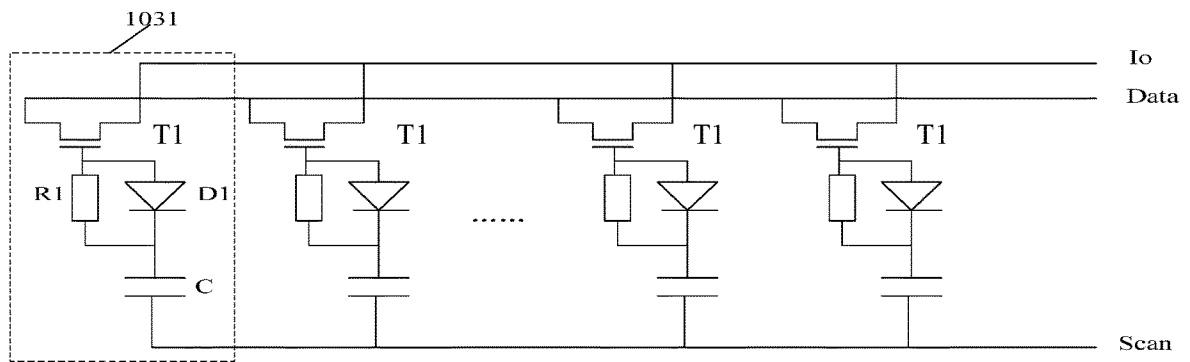 1031
Io
Data
T1 T1 T1 T1
R1 D1
......
C
Scan